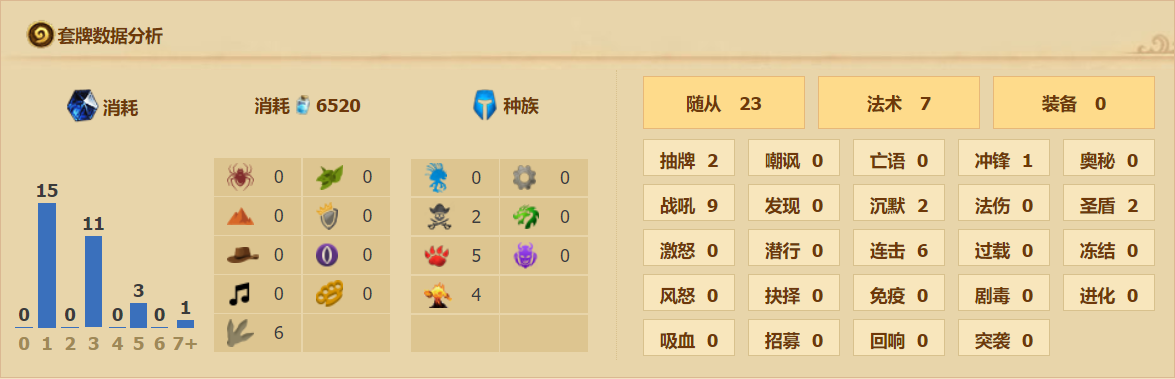 套牌数据分析
消耗
消耗 6520
种族
随从 23
法术 7
装备 0
0 15 0 11 0 3 0 1
0 1 2 3 4 5 6 7+
0 0
0 0
0 0
0 0
6
0 0
2 0
5 0
4
抽牌 2 嘲讽 0 亡语 0 冲锋 1 奥秘 0
战吼 9 发现 0 沉默 2 法伤 0 圣盾 2
激怒 0 潜行 0 连击 6 过载 0 冻结 0
风怒 0 抉择 0 免疫 0 剧毒 0 进化 0
吸血 0 招募 0 回响 0 突袭 0